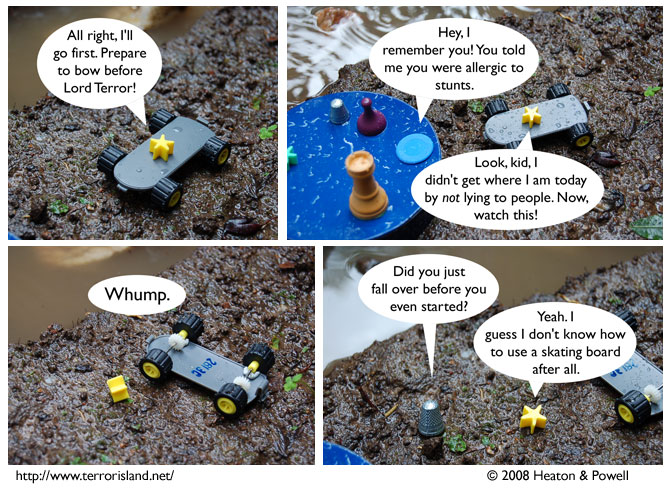 All right, I'll
go first. Prepare
to bow before
Lord Terror!
Hey, I
remember you! You told
me you were allergic to
stunts.
Look, kid, I
didn't get where I am today
by not lying to people. Now,
watch this!
Whump.
Did you just
fall over before you
even started?
Yeah. I
guess I don't know how
to use a skating board
after all.
http://www.terrorisland.net/
© 2008 Heaton & Powell